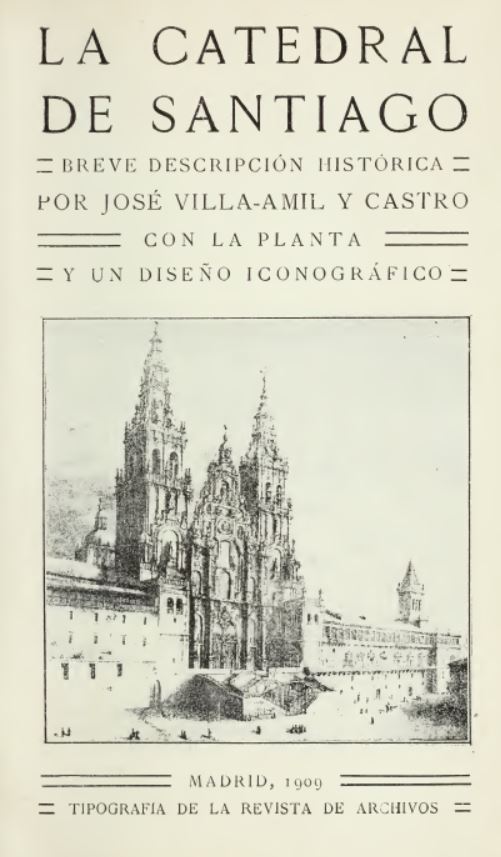 LA CATEDRAL
DE SANTIAGO
BREVE DESCRIPCIÓN HISTÓRICA
POR JOSÉ VILLA-AMIL Y CASTRO
CON LA PLANTA
Y UN DISEÑO ICONOGRÁFICO
MADRID, 1909
TIPOGRAFÍA DE LA REVISTA DE ARCHIVOS